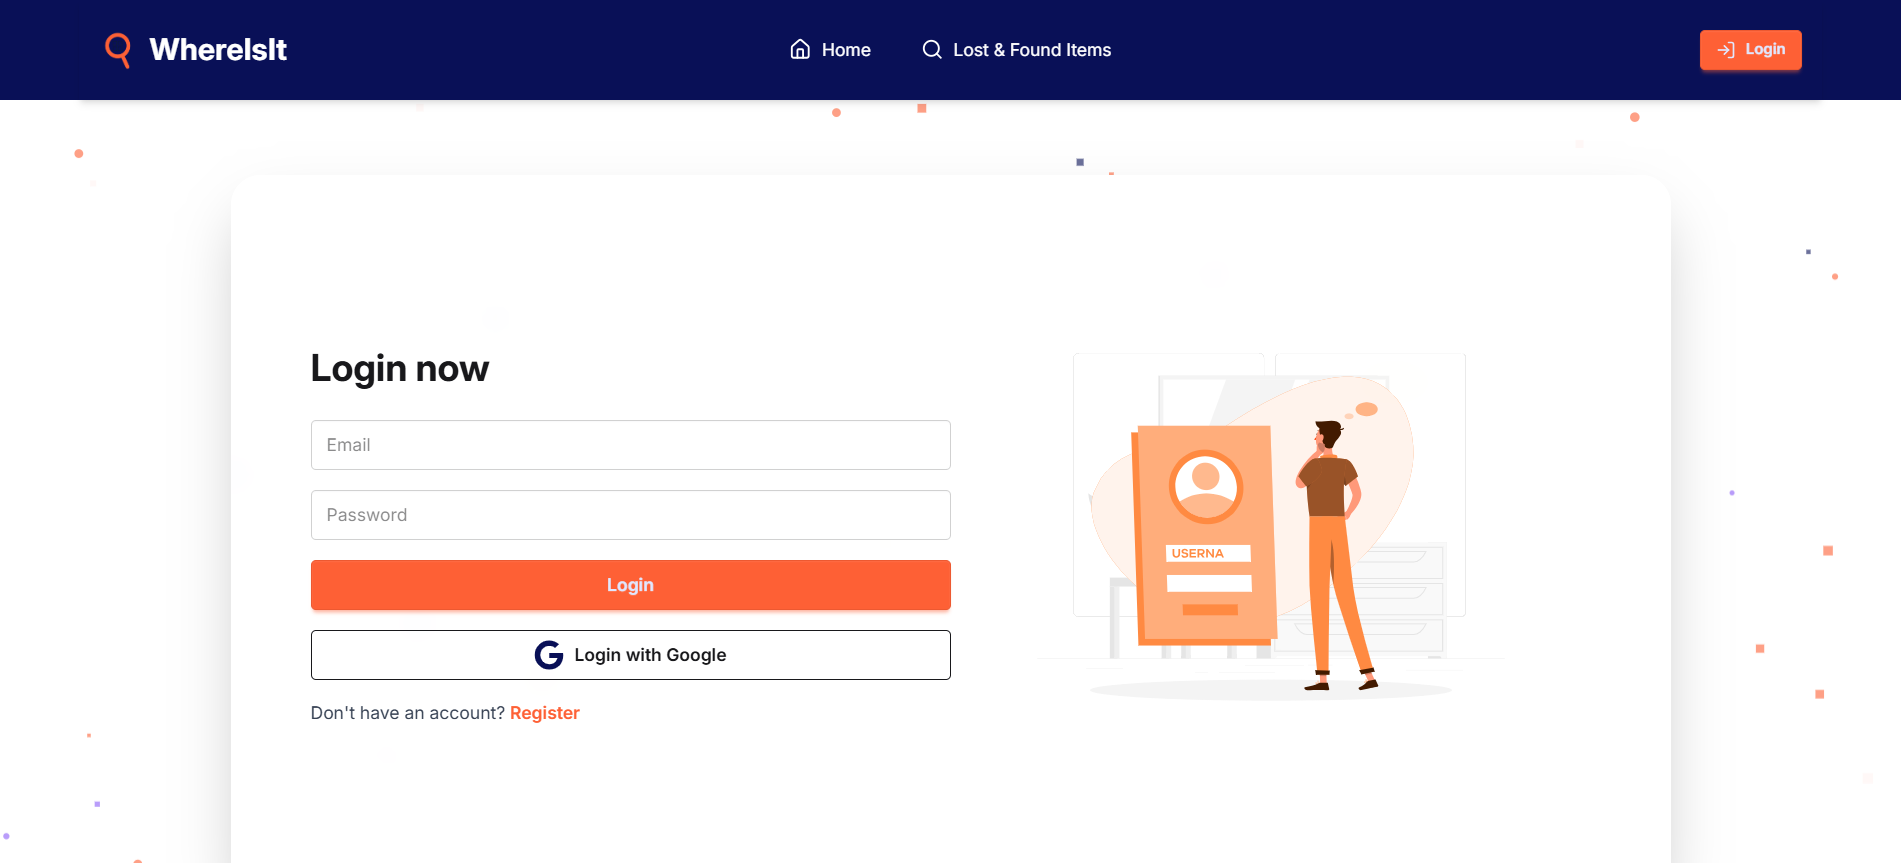 WhereIsIt
Home
Lost & Found Items
Login
Login now
Email
Password
Login
Login with Google
Don't have an account? Register
USERNA